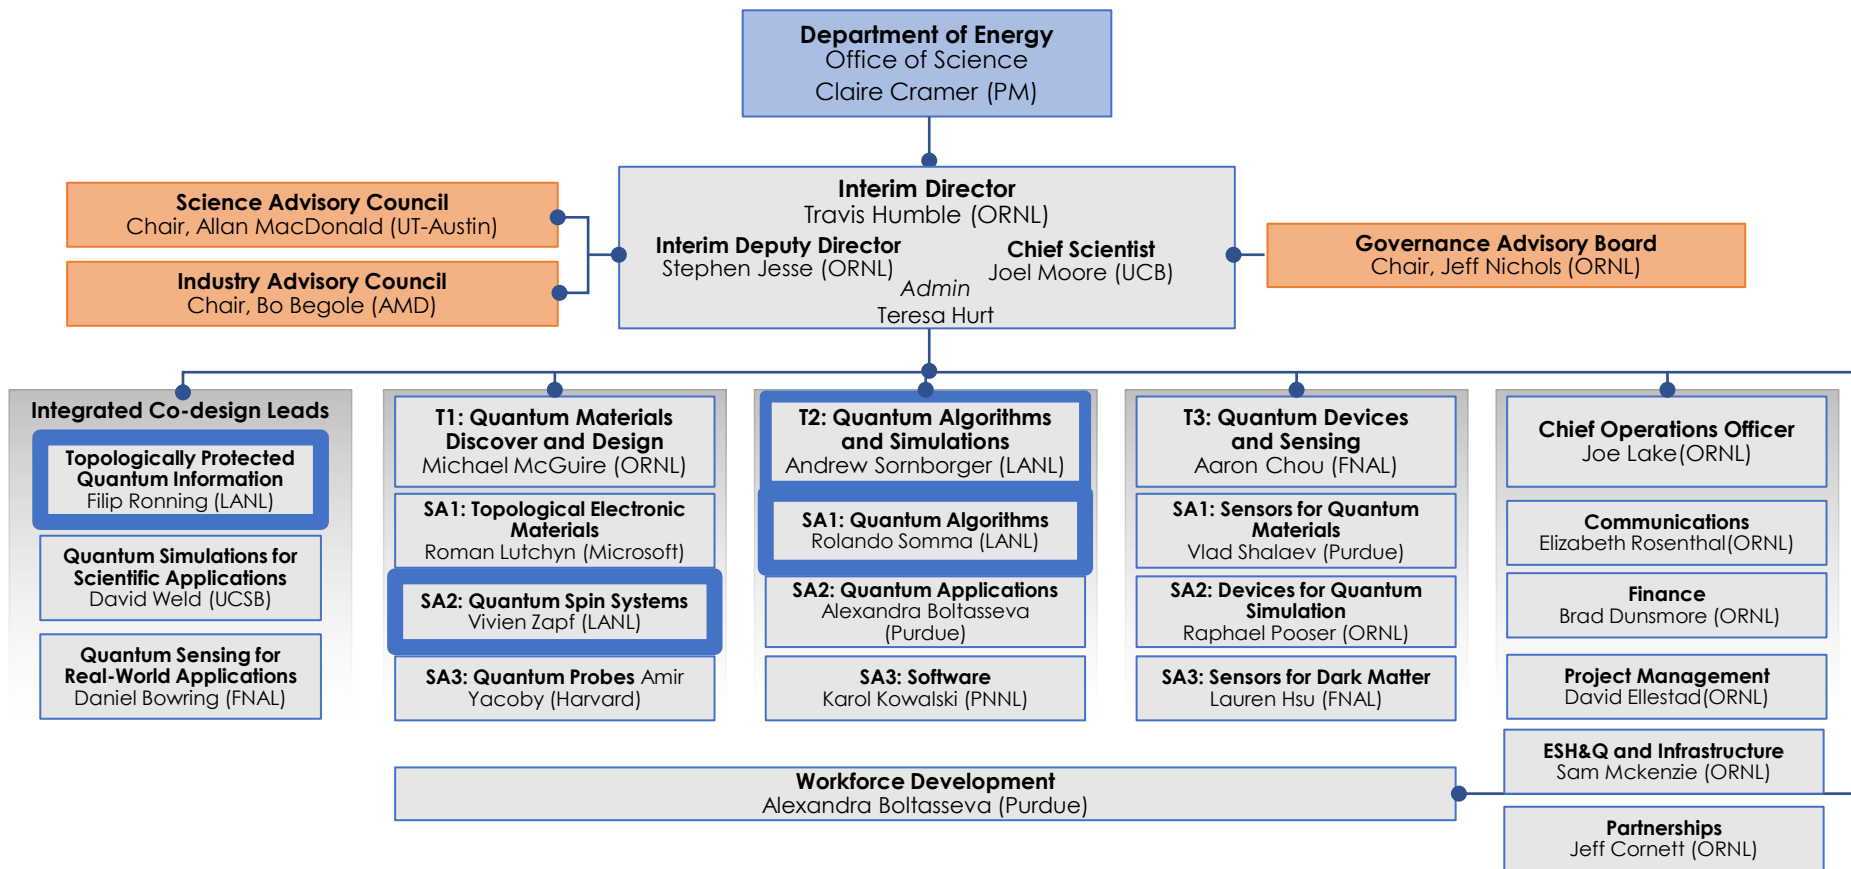 Department of Energy
Office of Science
Claire Cramer (PM)
Interim Director
Travis Humble (ORNL)
Interim Deputy Director
Stephen Jesse (ORNL)
Chief Scientist
Joel Moore (UCB)
Admin
Teresa Hurt
Science Advisory Council
Chair, Allan MacDonald (UT-Austin)
Industry Advisory Council
Chair, Bo Begole (AMD)
Governance Advisory Board
Chair, Jeff Nichols (ORNL)
Integrated Co-design Leads
Topologically Protected
Quantum Information
Filip Ronning (LANL)
Quantum Simulations for
Scientific Applications
David Weld (UCSB)
Quantum Sensing for
Real-World Applications
Daniel Bowring (FNAL)
T1: Quantum Materials
Discover and Design
Michael McGuire (ORNL)
SA1: Topological Electronic
Materials
Roman Lutchyn (Microsoft)
SA2: Quantum Spin Systems
Vivien Zapf (LANL)
SA3: Quantum Probes Amir
Yacoby (Harvard)
T2: Quantum Algorithms
and Simulations
Andrew Sornborger (LANL)
SA1: Quantum Algorithms
Rolando Somma (LANL)
SA2: Quantum Applications
Alexandra Boltasseva
(Purdue)
SA3: Software
Karol Kowalski (PNNL)
T3: Quantum Devices
and Sensing
Aaron Chou (FNAL)
SA1: Sensors for Quantum
Materials
Vlad Shalaev (Purdue)
SA2: Devices for Quantum
Simulation
Raphael Pooser (ORNL)
SA3: Sensors for Dark Matter
Lauren Hsu (FNAL)
Chief Operations Officer
Joe Lake(ORNL)
Communications
Elizabeth Rosenthal(ORNL)
Finance
Brad Dunsmore (ORNL)
Project Management
David Ellestad(ORNL)
ESH&Q and Infrastructure
Sam Mckenzie (ORNL)
Partnerships
Jeff Cornett (ORNL)
Workforce Development
Alexandra Boltasseva (Purdue)